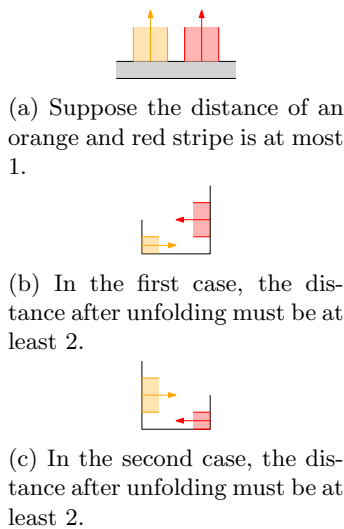 (a) Suppose the distance of an
orange and red stripe is at most
1.
(b) In the first case, the dis-
tance after unfolding must be at
least 2.
(c) In the second case, the dis-
tance after unfolding must be at
least 2.